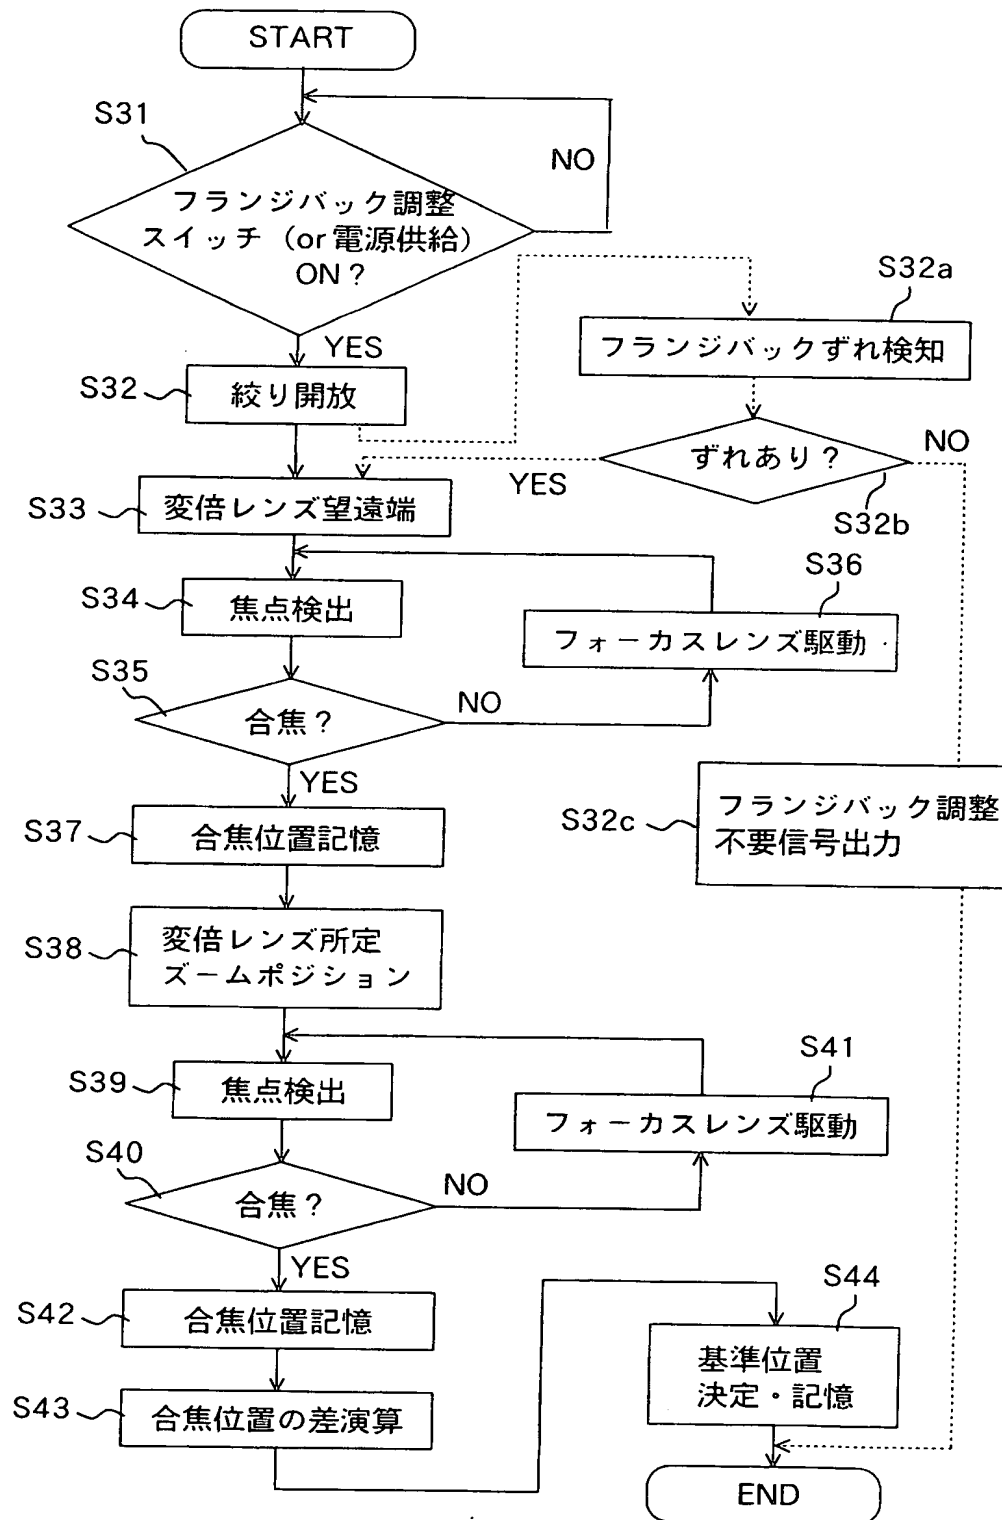 START
S31
NO
フランジバック調整
スイッチ（or電源供給）
ON？
YES
S32a
フランジバックずれ検知
S32
絞り開放
ずれあり？
NO
YES
S32b
S33
変倍レンズ望遠端
S34
焦点検出
S36
フォーカスレンズ駆動
S35
合焦？
NO
YES
S32c
フランジバック調整
不要信号出力
S37
合焦位置記憶
S38
変倍レンズ所定
ズームポジション
S39
焦点検出
S41
フォーカスレンズ駆動
S40
合焦？
NO
YES
S42
合焦位置記憶
S44
基準位置
決定・記憶
S43
合焦位置の差演算
END